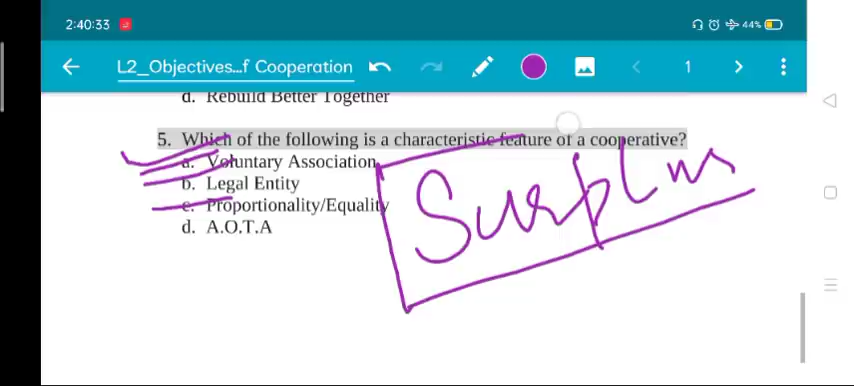 2:40:33 44%
L2_Objectives...f Cooperation 1
d. Rebuild Better Together
5. Which of the following is a characteristic feature of a cooperative?
a. Voluntary Association
b. Legal Entity
c. Proportionality/Equality
d. A.O.T.A
Surplus